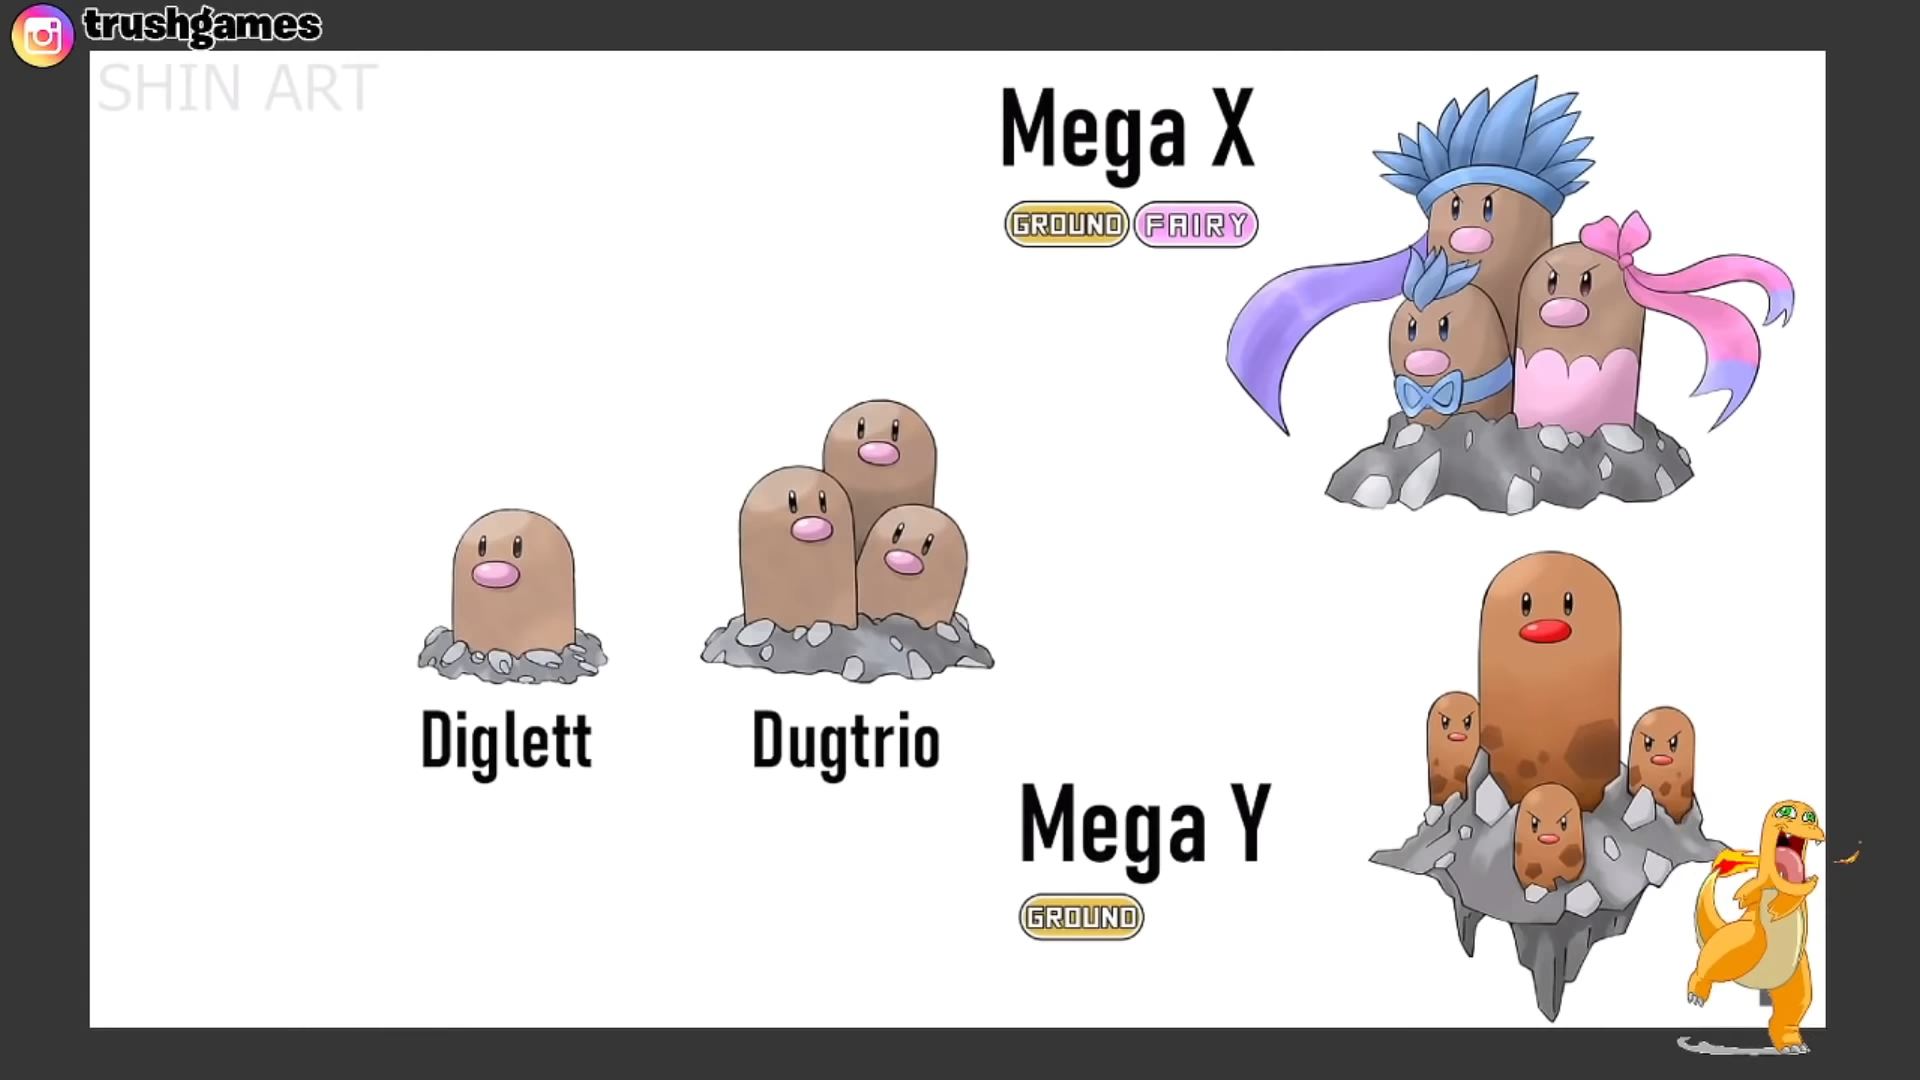 trushgames
SHIN ART
Mega X
GROUND FAIRY
Diglett
Dugtrio
Mega Y
GROUND